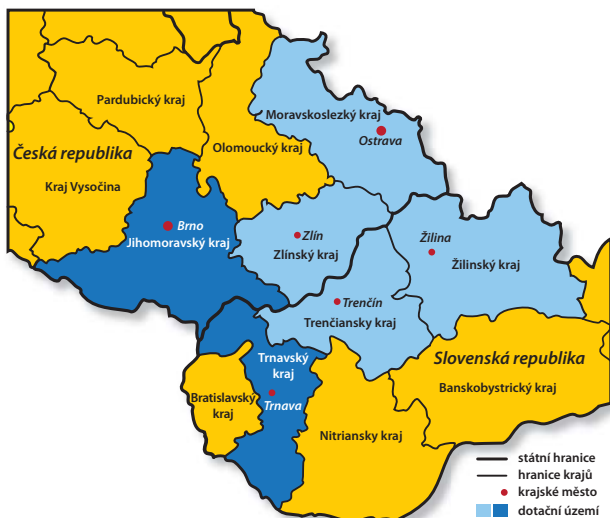 Pardubický kraj
Moravskoslezký kraj
Ostrava
Česká republika
Olomoucký kraj
Kraj Vysočina
Brno
Jihomoravský kraj
Zlín
Zlínský kraj
Žilina
Žilinský kraj
Trenčín
Trenčiansky kraj
Trnavský
kraj
Trnava
Slovenská republika
Banskobystrický kraj
Bratislavský
kraj
Nitriansky kraj
státní hranice
hranice krajů
krajské město
dotační území